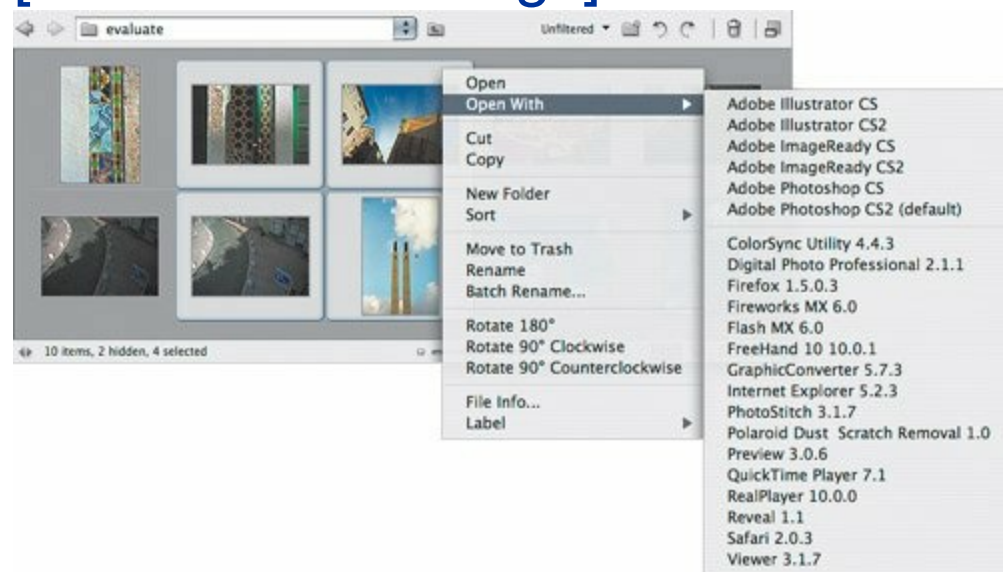 evaluate
Unfiltered
Open
Open With
Cut
Copy
New Folder
Sort
Move to Trash
Rename
Batch Rename...
Rotate 180°
Rotate 90° Clockwise
Rotate 90° Counterclockwise
File Info...
Label
Adobe Illustrator CS
Adobe Illustrator CS2
Adobe ImageReady CS
Adobe ImageReady CS2
Adobe Photoshop CS
Adobe Photoshop CS2 (default)
ColorSync Utility 4.4.3
Digital Photo Professional 2.1.1
Firefox 1.5.0.3
Fireworks MX 6.0
Flash MX 6.0
FreeHand 10 10.0.1
GraphicConverter 5.7.3
Internet Explorer 5.2.3
PhotoStitch 3.1.7
Polaroid Dust Scratch Removal 1.0
Preview 3.0.6
QuickTime Player 7.1
RealPlayer 10.0.0
Reveal 1.1
Safari 2.0.3
Viewer 3.1.7
10 items, 2 hidden, 4 selected